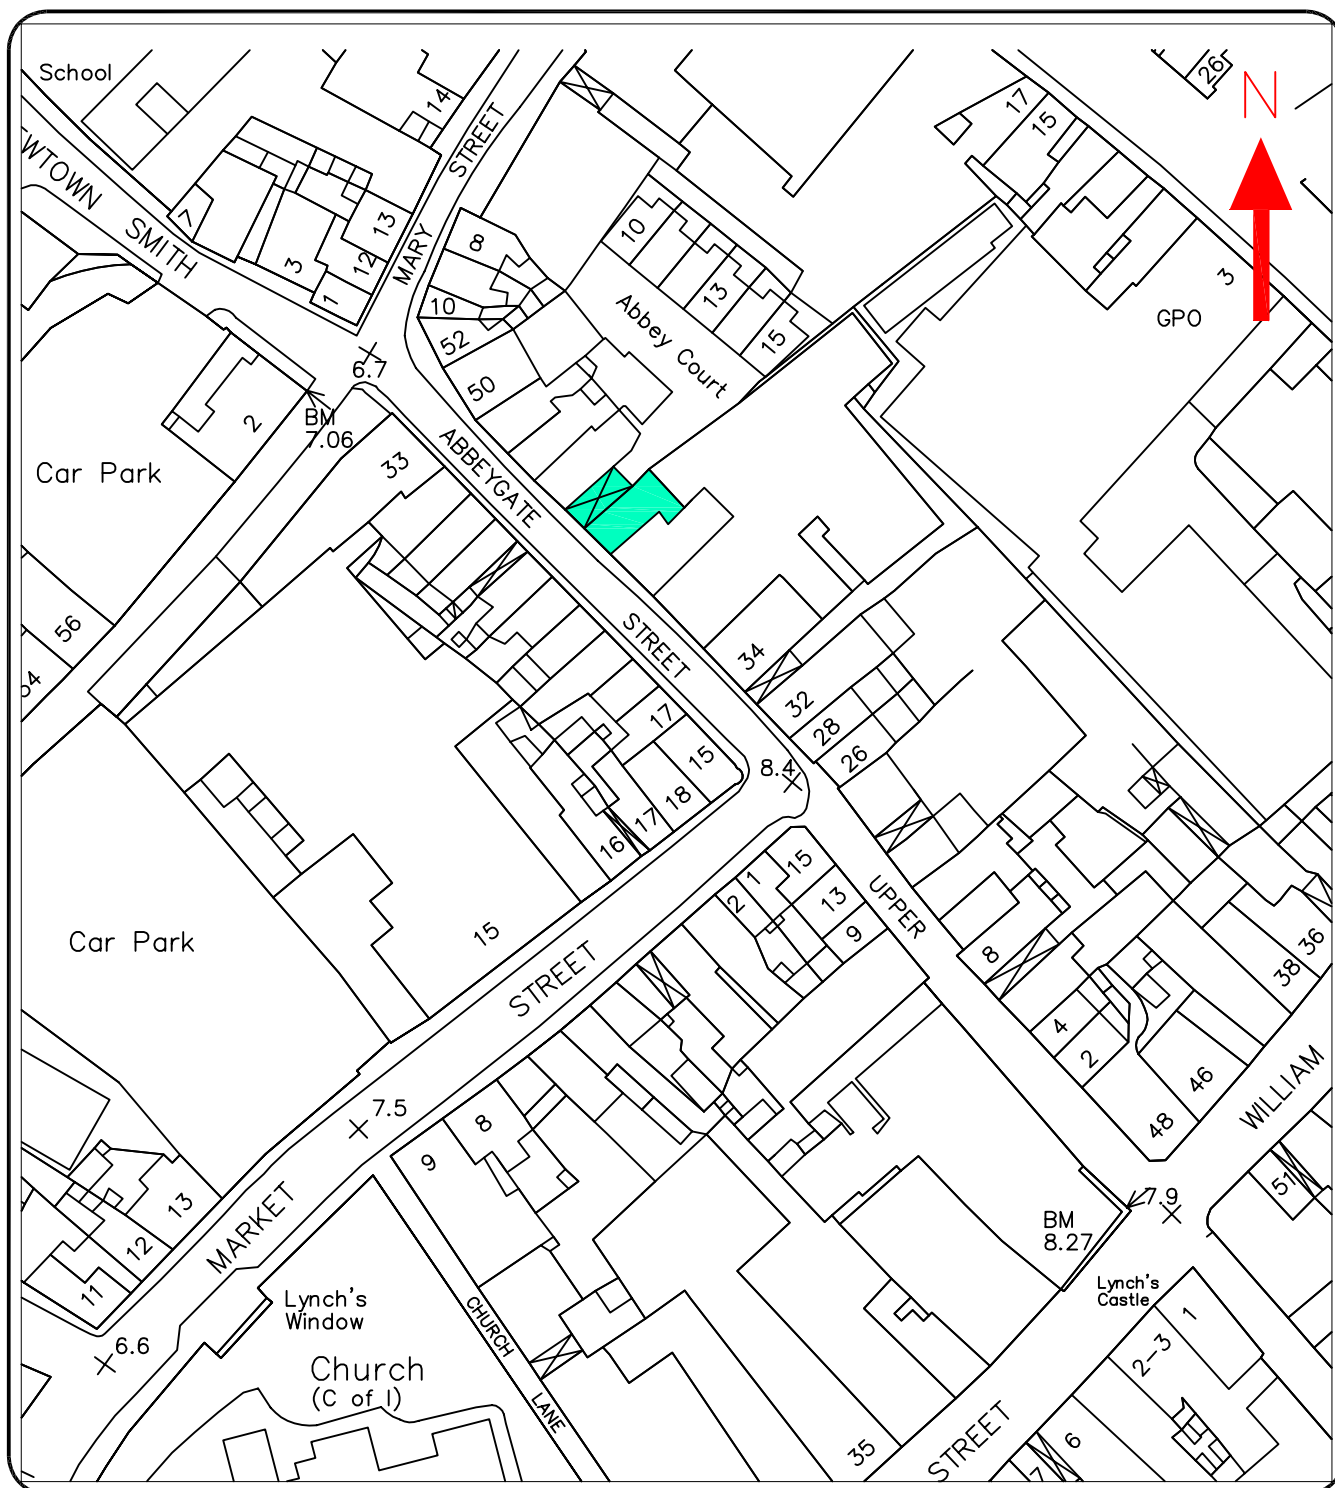 School
26
N
17
15
14
STREET
MARY
WTOWN
SMITH
7
3
1
12
13
8
10
52
50
10
13
15
Abbey Court
3
GPO
6.7
BM
7.06
2
33
Car Park
ABBEYGATE
STREET
56
54
34
32
28
26
17
15
18
17
16
8.4
15
Car Park
STREET
1
2
15
13
9
UPPER
8
4
2
36
38
46
48
WILLIAM
51
7.9
BM
8.27
7.5
8
9
MARKET
13
12
11
6.6
Lynch's
Window
Church
(C of I)
CHURCH
LANE
Lynch's
Castle
1
2-3
6
7
STREET
35